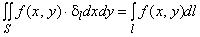 ∬_S f(x, y) · δ_l dxdy = ∫_l f(x, y)dl